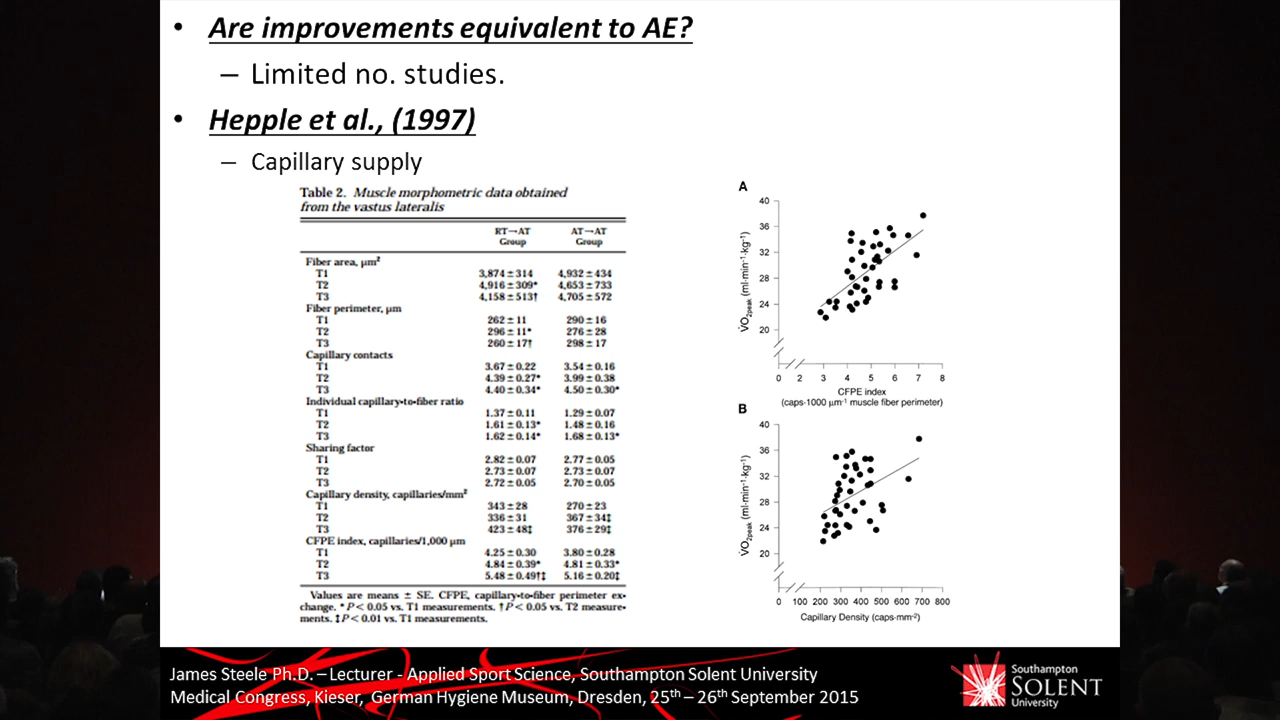 • Are improvements equivalent to AE?
– Limited no. studies.
• Hepple et al., (1997)
– Capillary supply
Table 2. Muscle morphometric data obtained
from the vastus lateralis
RT→AT AT→AT
Group Group
Fiber area, μm²
T1 3,874±314 4,932±434
T2 4,916±309* 4,653±733
T3 4,158±513† 4,705±572
Fiber perimeter, μm
T1 262±11 290±16
T2 296±11* 276±28
T3 260±17† 298±17
Capillary contacts
T1 3.67±0.22 3.54±0.16
T2 4.39±0.27* 3.99±0.38
T3 4.40±0.34* 4.50±0.30*
Individual capillary-to-fiber ratio
T1 1.37±0.11 1.29±0.07
T2 1.61±0.13* 1.48±0.16
T3 1.62±0.14* 1.68±0.13*
Sharing factor
T1 2.82±0.07 2.77±0.05
T2 2.73±0.07 2.73±0.07
T3 2.72±0.05 2.70±0.05
Capillary density, capillaries/mm²
T1 343±28 270±23
T2 336±31 367±34‡
T3 423±48‡ 376±29‡
CFPE index, capillaries/1,000 μm
T1 4.25±0.30 3.80±0.28
T2 4.84±0.39* 4.81±0.33*
T3 5.48±0.49†‡ 5.16±0.20‡
Values are means ± SE. CFPE, capillary-to-fiber perimeter ex-
change. * P < 0.05 vs. T1 measurements. † P < 0.05 vs. T2 measure-
ments. ‡ P < 0.01 vs. T1 measurements.
A
40
36
32
28
24
20
V̇O2peak (ml·min-1·kg-1)
0 2 3 4 5 6 7 8
CFPE index
(caps·1000 μm-1 muscle fiber perimeter)
B
40
36
32
28
24
20
V̇O2peak (ml·min-1·kg-1)
0 100 200 300 400 500 600 700 800
Capillary Density (caps·mm-2)
James Steele Ph.D. – Lecturer - Applied Sport Science, Southampton Solent University
Medical Congress, Kieser, German Hygiene Museum, Dresden, 25th – 26th September 2015
Southampton
SOLENT
University